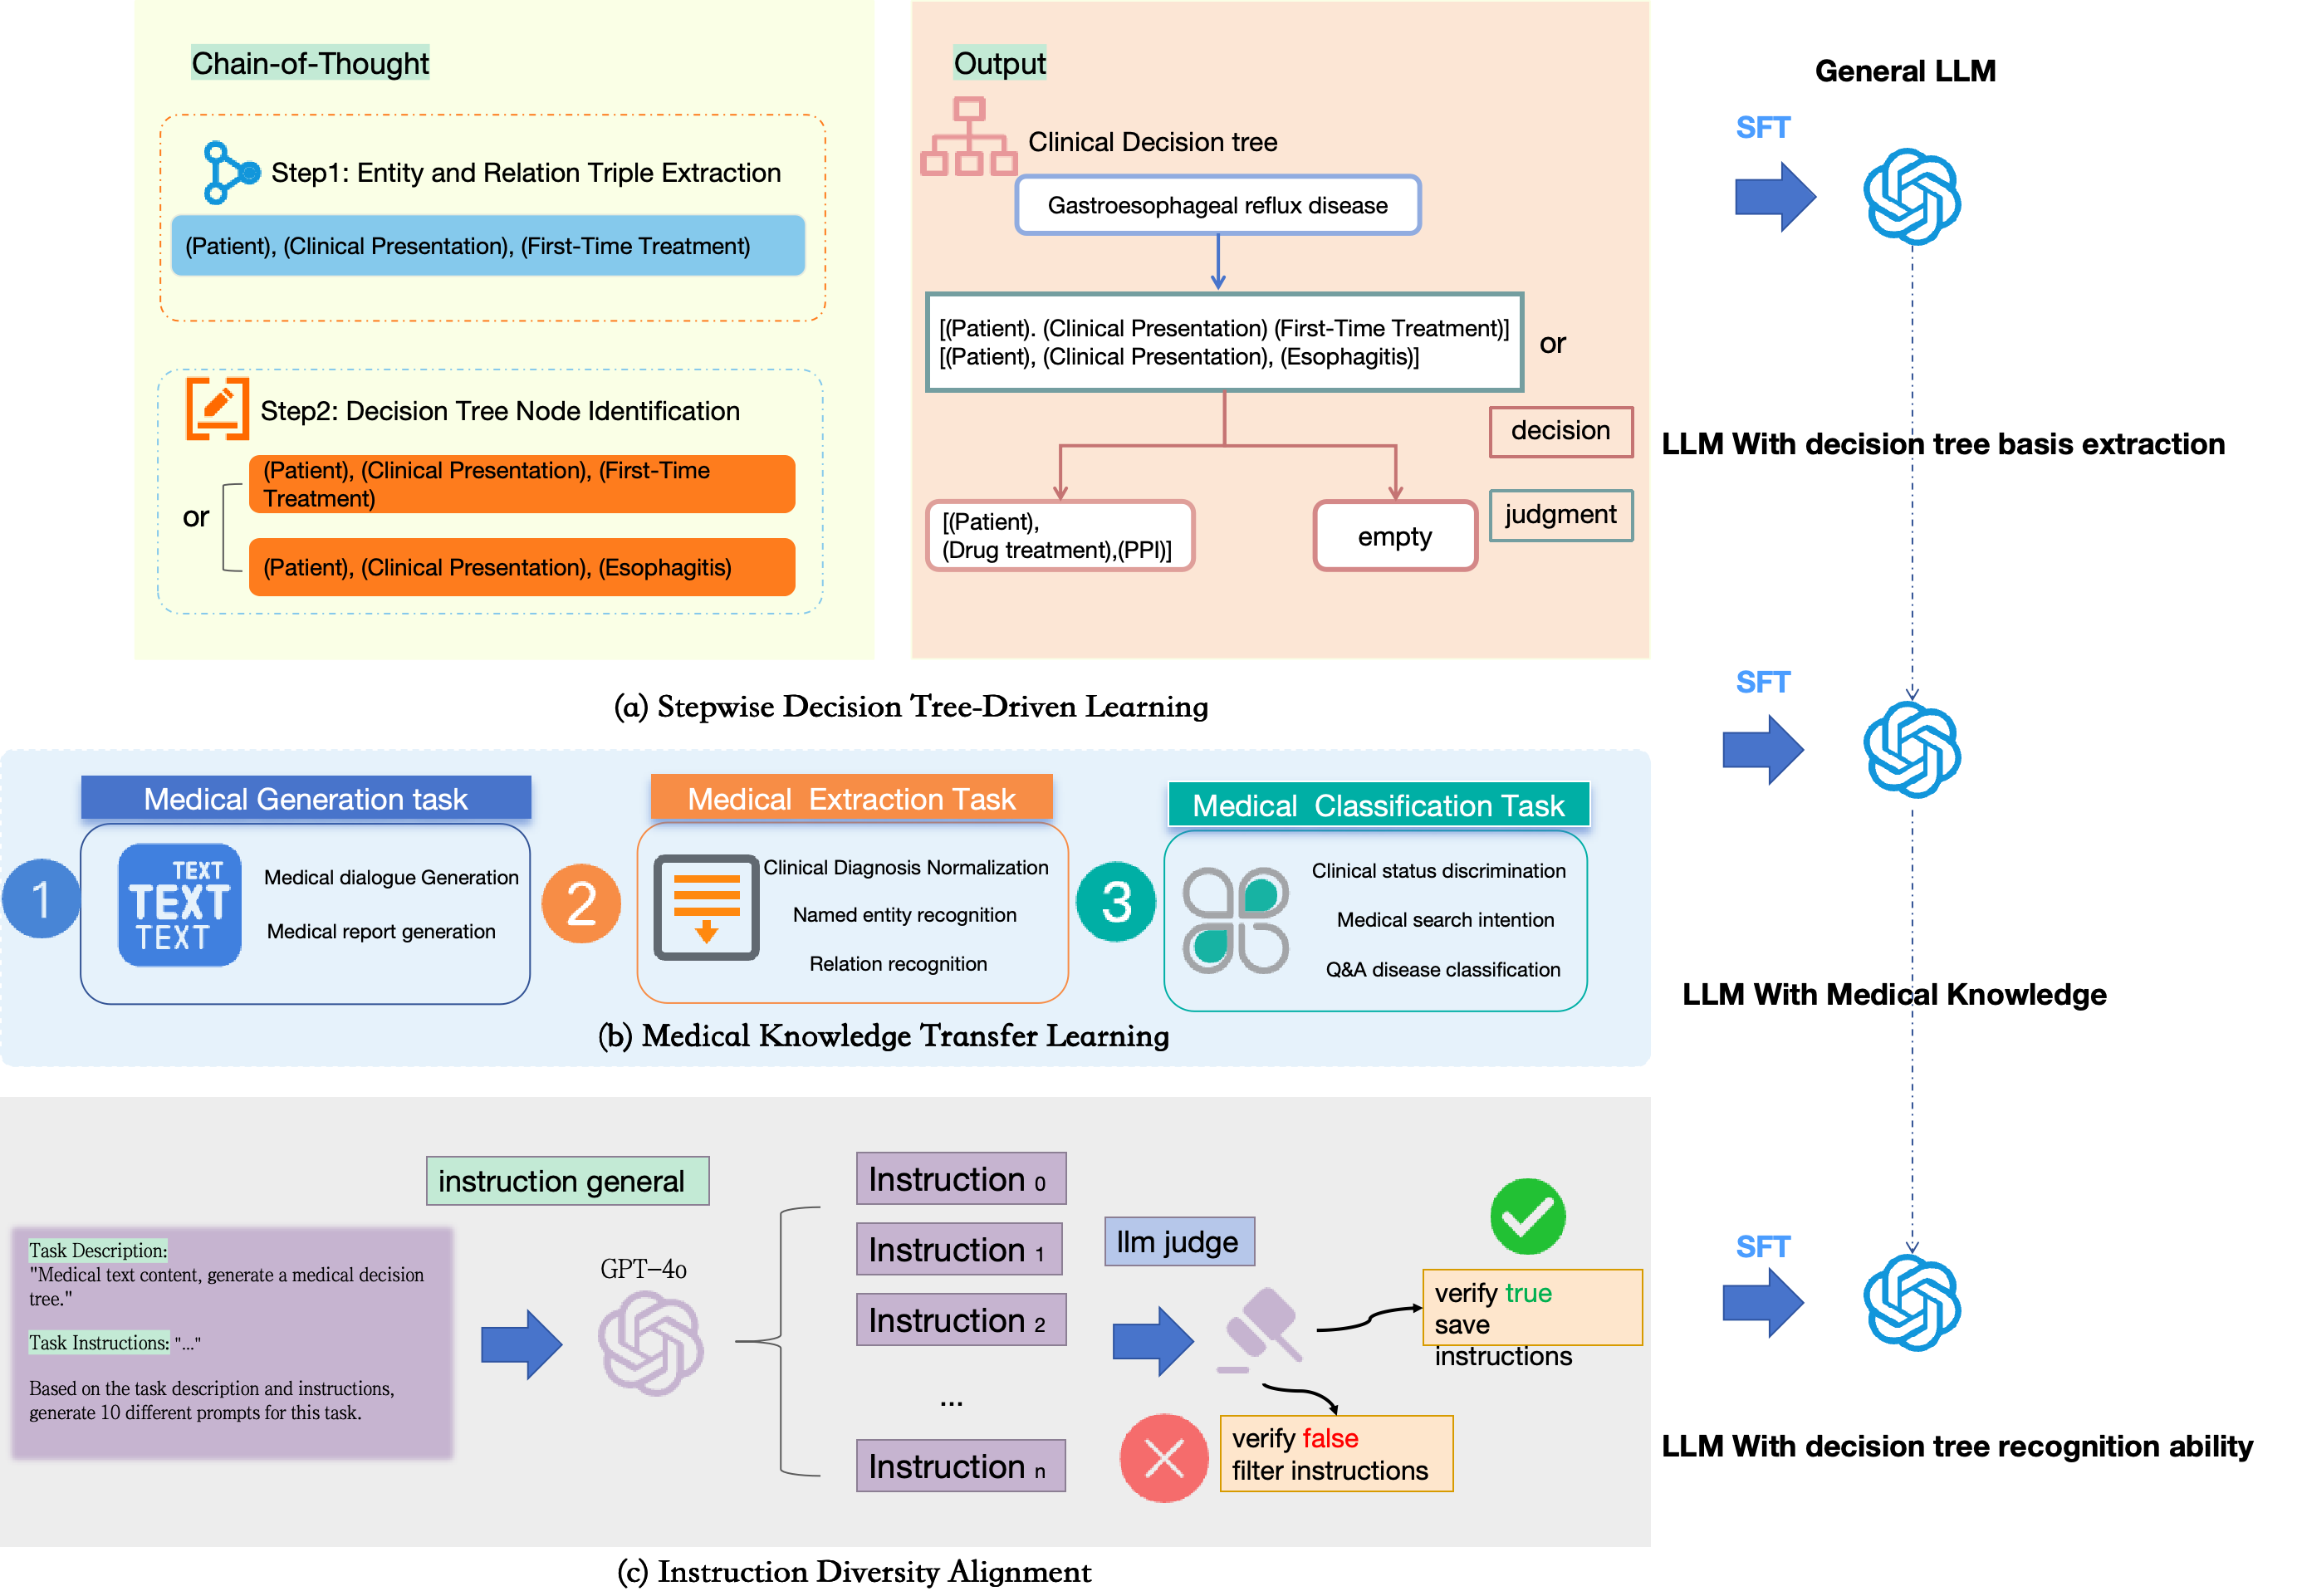 Chain-of-Thought
Step1: Entity and Relation Triple Extraction
(Patient), (Clinical Presentation), (First-Time Treatment)
Step2: Decision Tree Node Identification
or
(Patient), (Clinical Presentation), (First-Time
Treatment)
(Patient), (Clinical Presentation), (Esophagitis)
Output
Clinical Decision tree
Gastroesophageal reflux disease
[(Patient). (Clinical Presentation) (First-Time Treatment)]
[(Patient), (Clinical Presentation), (Esophagitis)]
or
decision
judgment
[(Patient),
(Drug treatment),(PPI)]
empty
(a) Stepwise Decision Tree-Driven Learning
General LLM
SFT
LLM With decision tree basis extraction
Medical Generation task
1
TEXT
TEXT
TEXT
Medical dialogue Generation
Medical report generation
Medical Extraction Task
2
Clinical Diagnosis Normalization
Named entity recognition
Relation recognition
Medical Classification Task
3
Clinical status discrimination
Medical search intention
Q&A disease classification
(b) Medical Knowledge Transfer Learning
SFT
LLM With Medical Knowledge
instruction general
Task Description:
"Medical text content, generate a medical decision
tree."
Task Instructions: "..."
Based on the task description and instructions,
generate 10 different prompts for this task.
GPT-4o
Instruction 0
Instruction 1
Instruction 2
...
Instruction n
llm judge
verify true
save
instructions
verify false
filter instructions
(c) Instruction Diversity Alignment
SFT
LLM With decision tree recognition ability